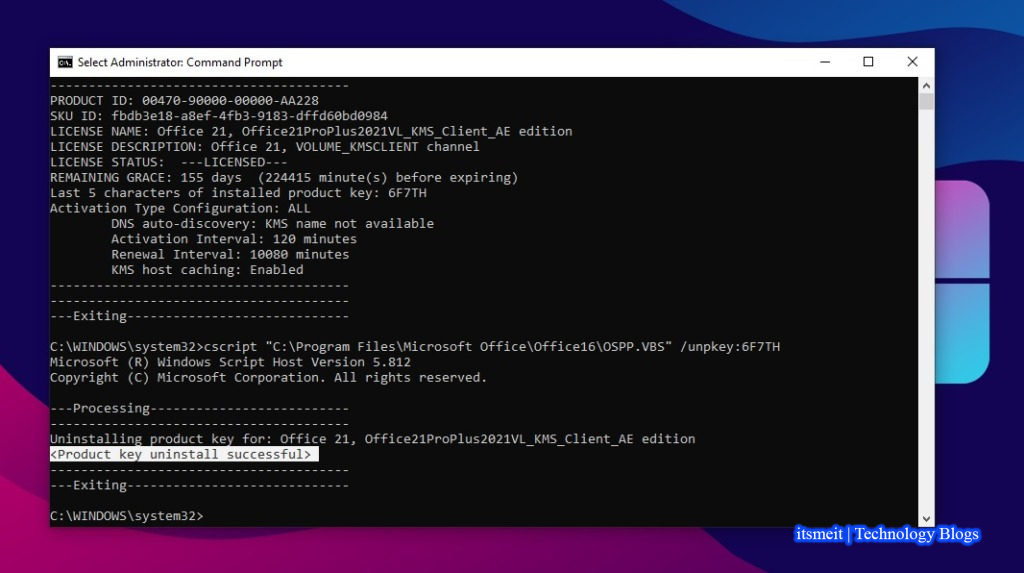 Select Administrator: Command Prompt
---------------------------------------
PRODUCT ID: 00470-90000-00000-AA228
SKU ID: fbdb3e18-a8ef-4fb3-9183-dffd60bd0984
LICENSE NAME: Office 21, Office21ProPlus2021VL_KMS_Client_AE edition
LICENSE DESCRIPTION: Office 21, VOLUME_KMSCLIENT channel
LICENSE STATUS:  ---LICENSED---
REMAINING GRACE: 155 days  (224415 minute(s) before expiring)
Last 5 characters of installed product key: 6F7TH
Activation Type Configuration: ALL
        DNS auto-discovery: KMS name not available
        Activation Interval: 120 minutes
        Renewal Interval: 10080 minutes
        KMS host caching: Enabled
---------------------------------------
---------------------------------------
---Exiting-----------------------------
C:\WINDOWS\system32>cscript "C:\Program Files\Microsoft Office\Office16\OSPP.VBS" /unpkey:6F7TH
Microsoft (R) Windows Script Host Version 5.812
Copyright (C) Microsoft Corporation. All rights reserved.
---Processing--------------------------
---------------------------------------
Uninstalling product key for: Office 21, Office21ProPlus2021VL_KMS_Client_AE edition
<Product key uninstall successful>
---------------------------------------
---Exiting-----------------------------
C:\WINDOWS\system32>
itsmeit | Technology Blogs